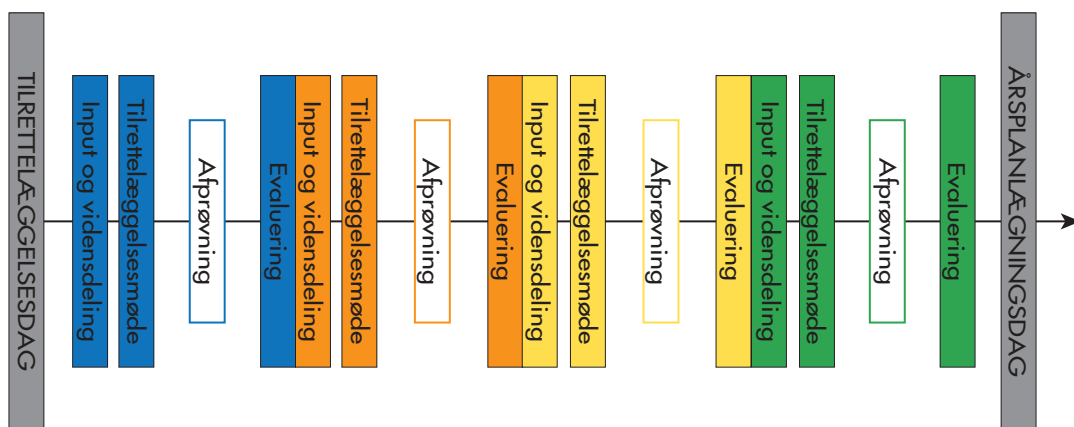 TILRETTELÆGGELSESDAG
Input og vidensdeling
Tilrettelæggelsesmøde
Afprøvning
Evaluering
Input og vidensdeling
Tilrettelæggelsesmøde
Afprøvning
Evaluering
Input og vidensdeling
Tilrettelæggelsesmøde
Afprøvning
Evaluering
Input og vidensdeling
Tilrettelæggelsesmøde
Afprøvning
Evaluering
ÅRSPLANLÆGNINGSDAG